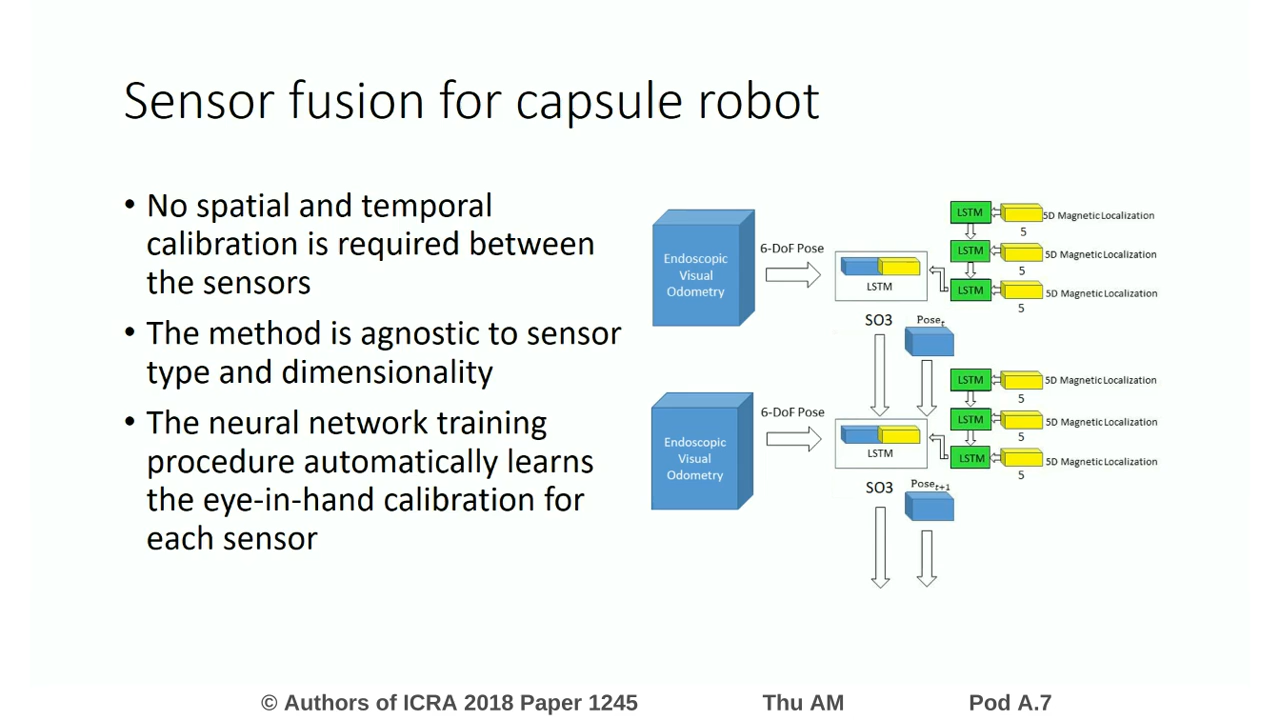 Sensor fusion for capsule robot
• No spatial and temporal
calibration is required between
the sensors
• The method is agnostic to sensor
type and dimensionality
• The neural network training
procedure automatically learns
the eye-in-hand calibration for
each sensor
Endoscopic
Visual
Odometry
6-DoF Pose
LSTM
LSTM
5D Magnetic Localization
5
LSTM
5D Magnetic Localization
5
LSTM
5D Magnetic Localization
5
SO3
Pose_t
Endoscopic
Visual
Odometry
6-DoF Pose
LSTM
LSTM
5D Magnetic Localization
5
LSTM
5D Magnetic Localization
5
LSTM
5D Magnetic Localization
5
SO3
Pose_t+1
© Authors of ICRA 2018 Paper 1245
Thu AM
Pod A.7